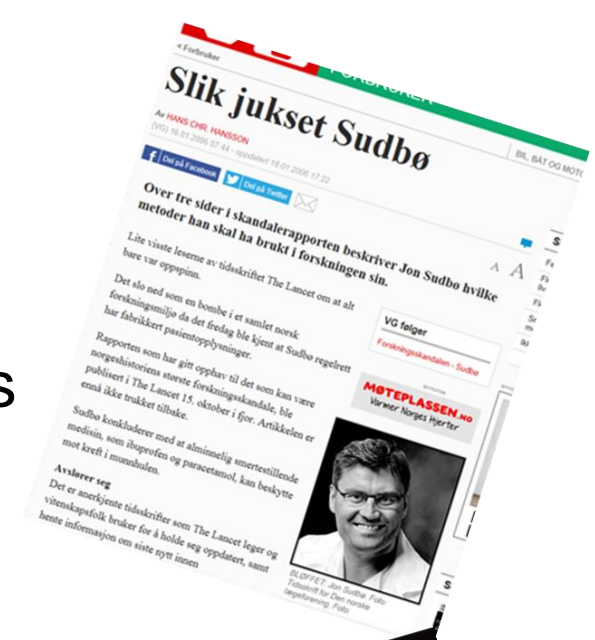 < Forbruker
FORBRUKER
Slik jukset Sudbø
BIL, BÅT OG MOTO
Av HANS CHR. HANSSON
(VG) 16.01.2006 07:44 - oppdatert 18.01.2006 17:22
Del på Facebook
Del på Twitter
A A
Over tre sider i skandalerapporten beskriver Jon Sudbø hvilke
metoder han skal ha brukt i forskningen sin.
Lite visste leserne av tidsskriftet The Lancet om at alt
bare var oppspinn.
Det slo ned som en bombe i et samlet norsk
forskningsmiljø da det fredag ble kjent at Sudbø regelrett
har fabrikkert pasientopplysninger.
Rapporten som har gitt opphav til det som kan være
norgeshistoriens største forskningsskandale, ble
publisert i The Lancet 15. oktober i fjor. Artikkelen er
ennå ikke trukket tilbake.
Sudbø konkluderer med at alminnelig smertestillende
medisin, som ibuprofen og paracetamol, kan beskytte
mot kreft i munnhulen.
Avslører seg
Det er anerkjente tidsskrifter som The Lancet leger og
vitenskapsfolk bruker for å holde seg oppdatert, samt
hente informasjon om siste nytt innen
VG følger
Forskningsskandalen - Sudbø
annonse
MØTEPLASSEN.NO
Varmer Norges Hjerter
BLØFFET: Jon Sudbø. Foto:
Tidsskrift for Den norske
lægeforening Foto:
s